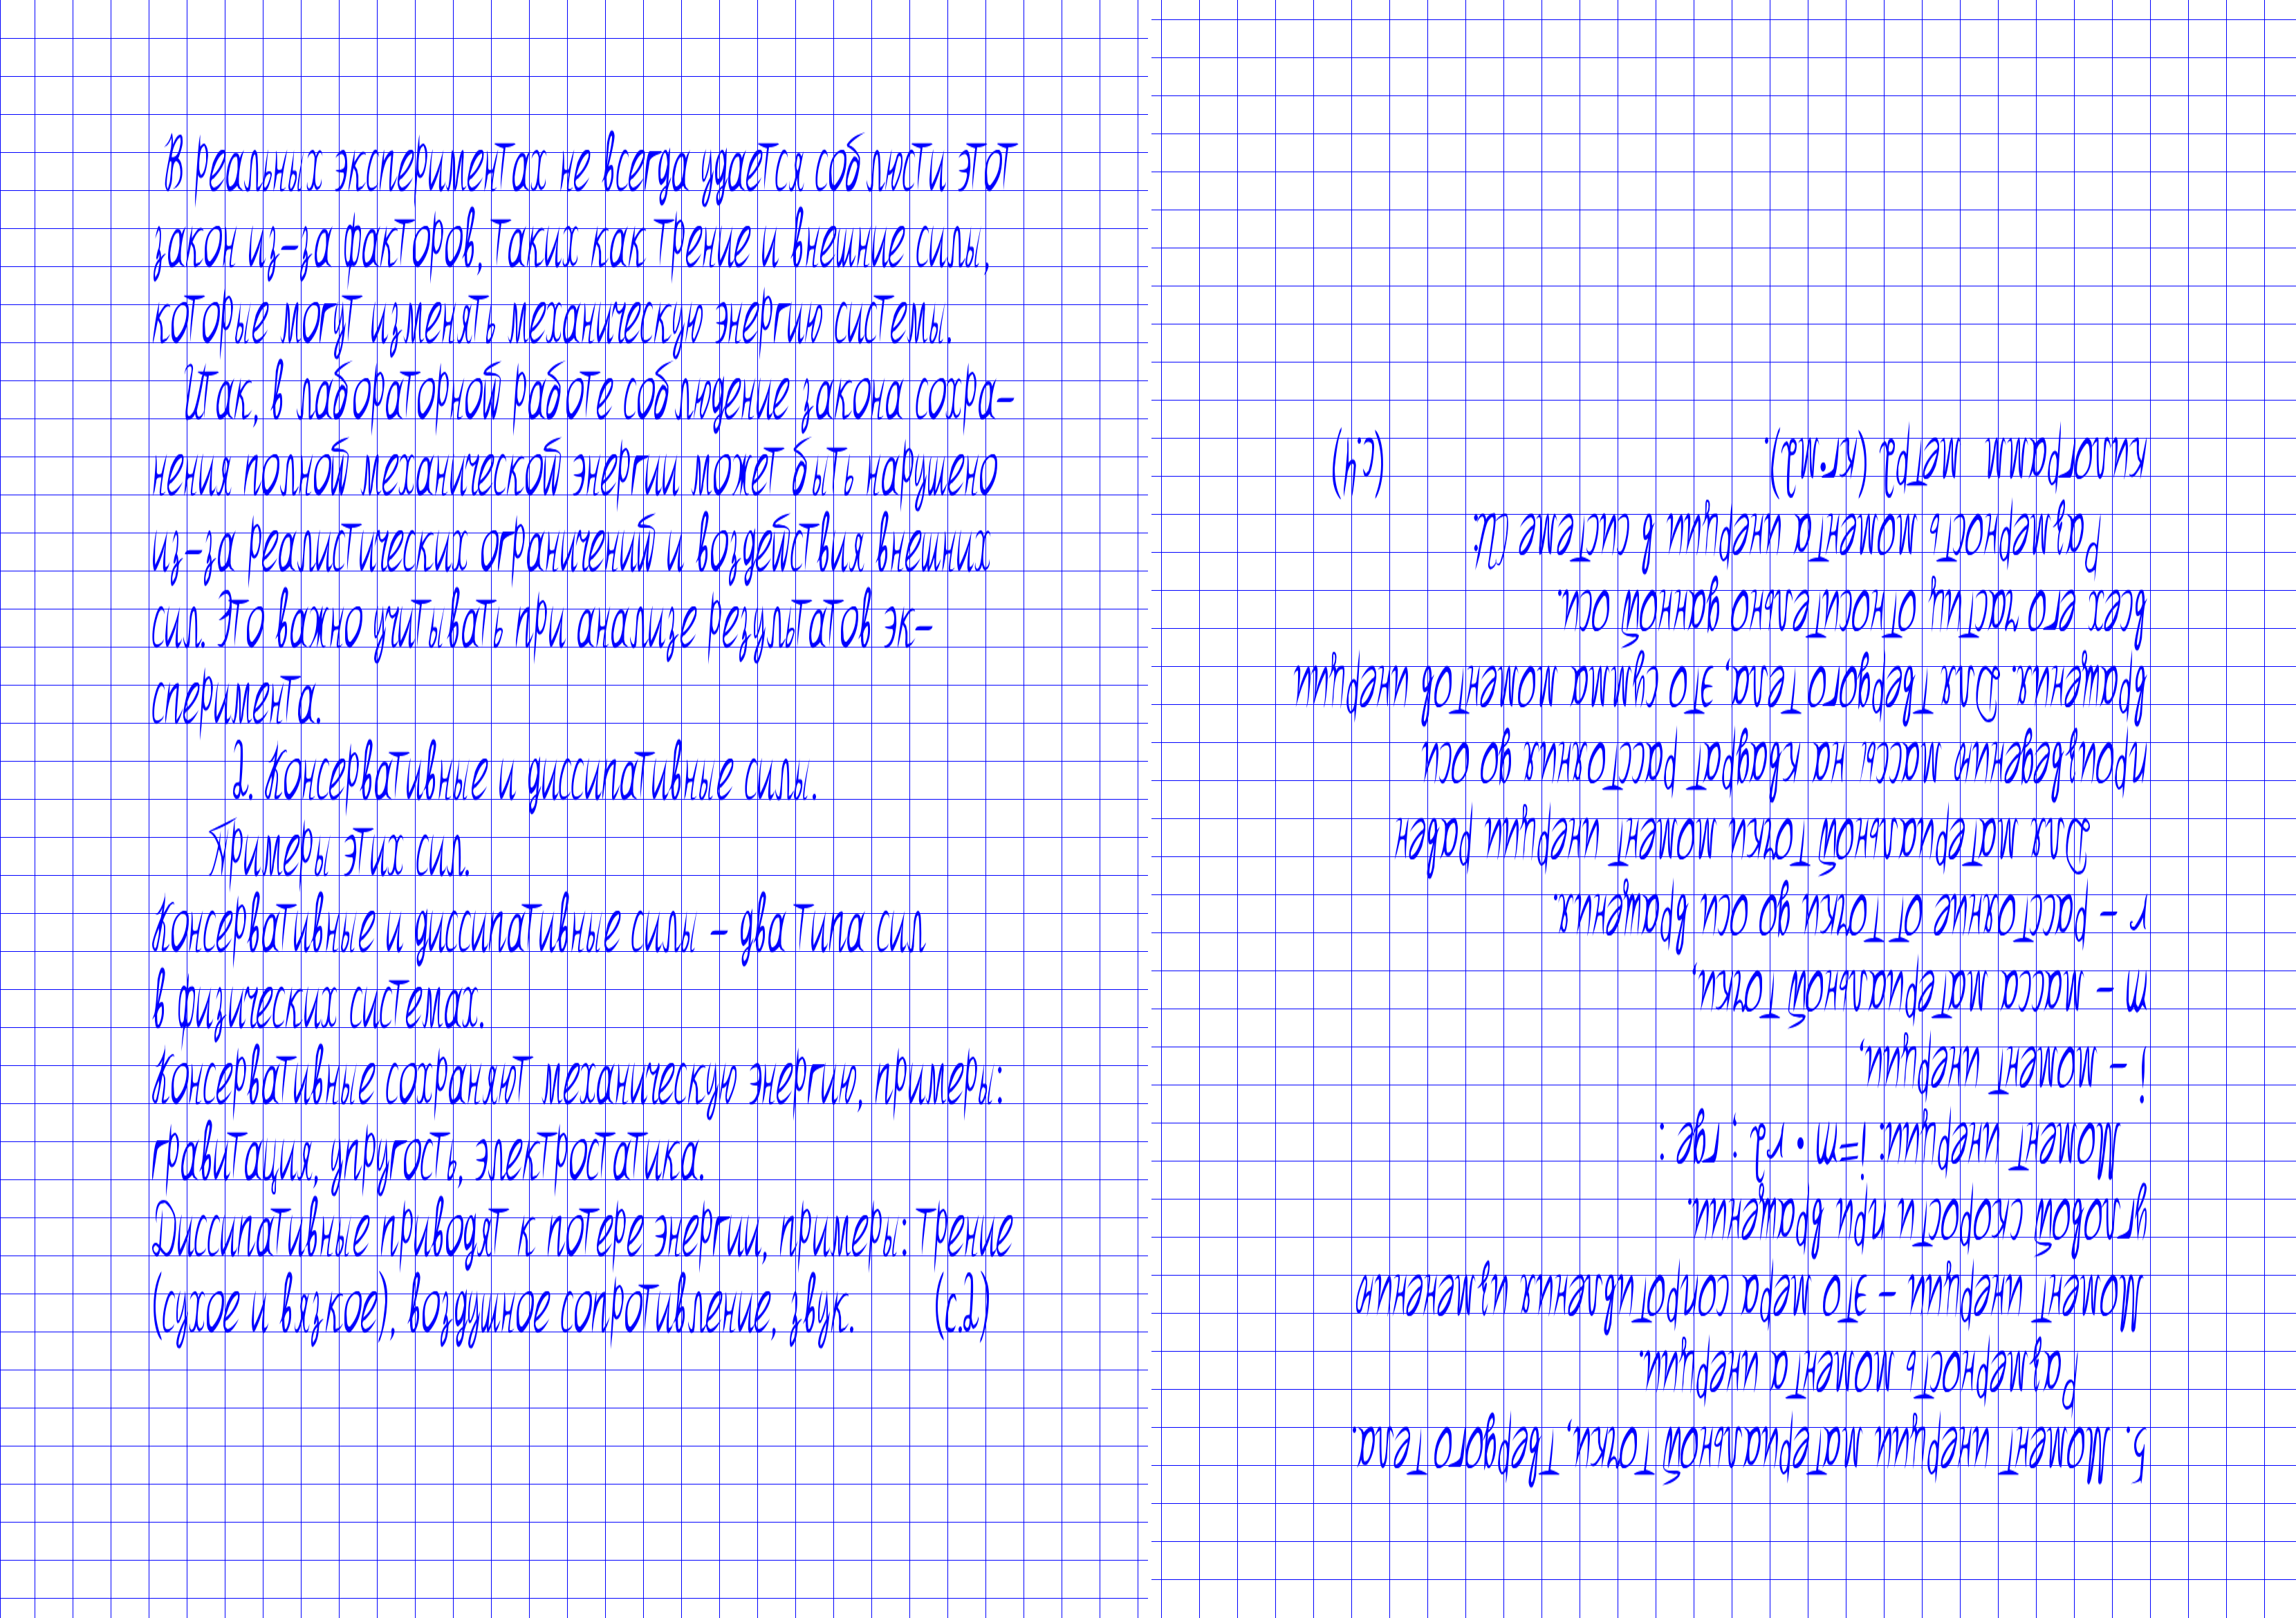 В реальных экспериментах не всегда удается соблюсти этот
закон из-за факторов, таких как трение и внешние силы,
которые могут изменять механическую энергию системы.
Итак, в лабораторной работе соблюдение закона сохра-
нения полной механической энергии может быть нарушено
из-за реалистических ограничений и воздействия внешних
сил. Это важно учитывать при анализе результатов эк-
сперимента.
2. Консервативные и диссипативные силы.
Примеры этих сил.
Консервативные и диссипативные силы - два типа сил
в физических системах.
Консервативные сохраняют механическую энергию, примеры:
гравитация, упругость, электростатика.
Диссипативные приводят к потере энергии, примеры: трение
(сухое и вязкое), воздушное сопротивление, звук. (с.2)
5. Момент инерции материальной точки, твердого тела.
Размерность момента инерции.
Момент инерции - это мера сопротивления изменению
угловой скорости при вращении.
Момент инерции: i=m•r2 ; где :
i - момент инерции,
m - масса материальной точки,
r - расстояние от точки до оси вращения.
Для материальной точки момент инерции равен
произведению массы на квадрат расстояния до оси
вращения. Для твердого тела, это сумма моментов инерции
всех его частиц относительно данной оси.
Размерность момента инерции в системе СИ:
килограмм метр2 (кг•м2). (с.4)